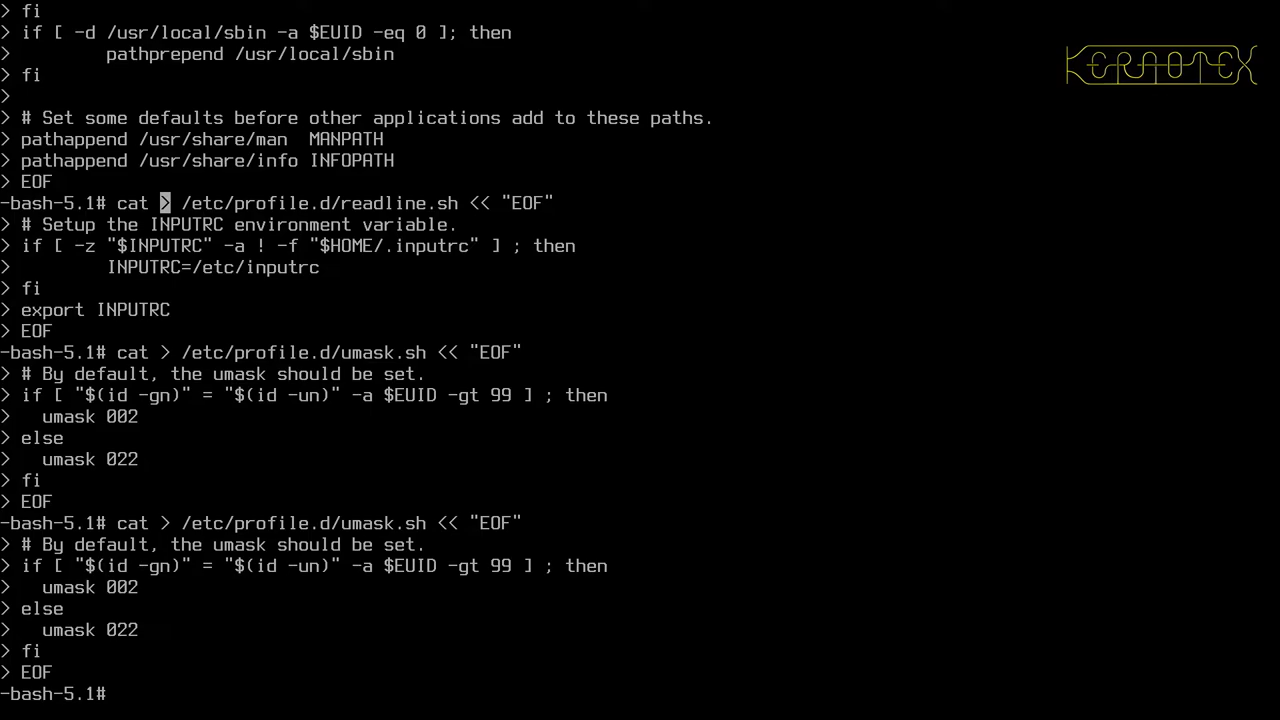 > fi
> if [ -d /usr/local/sbin -a $EUID -eq 0 ]; then
>         pathprepend /usr/local/sbin
> fi
>
> # Set some defaults before other applications add to these paths.
> pathappend /usr/share/man  MANPATH
> pathappend /usr/share/info INFOPATH
> EOF
-bash-5.1# cat > /etc/profile.d/readline.sh << "EOF"
> # Setup the INPUTRC environment variable.
> if [ -z "$INPUTRC" -a ! -f "$HOME/.inputrc" ] ; then
>         INPUTRC=/etc/inputrc
> fi
> export INPUTRC
> EOF
-bash-5.1# cat > /etc/profile.d/umask.sh << "EOF"
> # By default, the umask should be set.
> if [ "$(id -gn)" = "$(id -un)" -a $EUID -gt 99 ] ; then
>   umask 002
> else
>   umask 022
> fi
> EOF
-bash-5.1# cat > /etc/profile.d/umask.sh << "EOF"
> # By default, the umask should be set.
> if [ "$(id -gn)" = "$(id -un)" -a $EUID -gt 99 ] ; then
>   umask 002
> else
>   umask 022
> fi
> EOF
-bash-5.1#
KERNOTEX